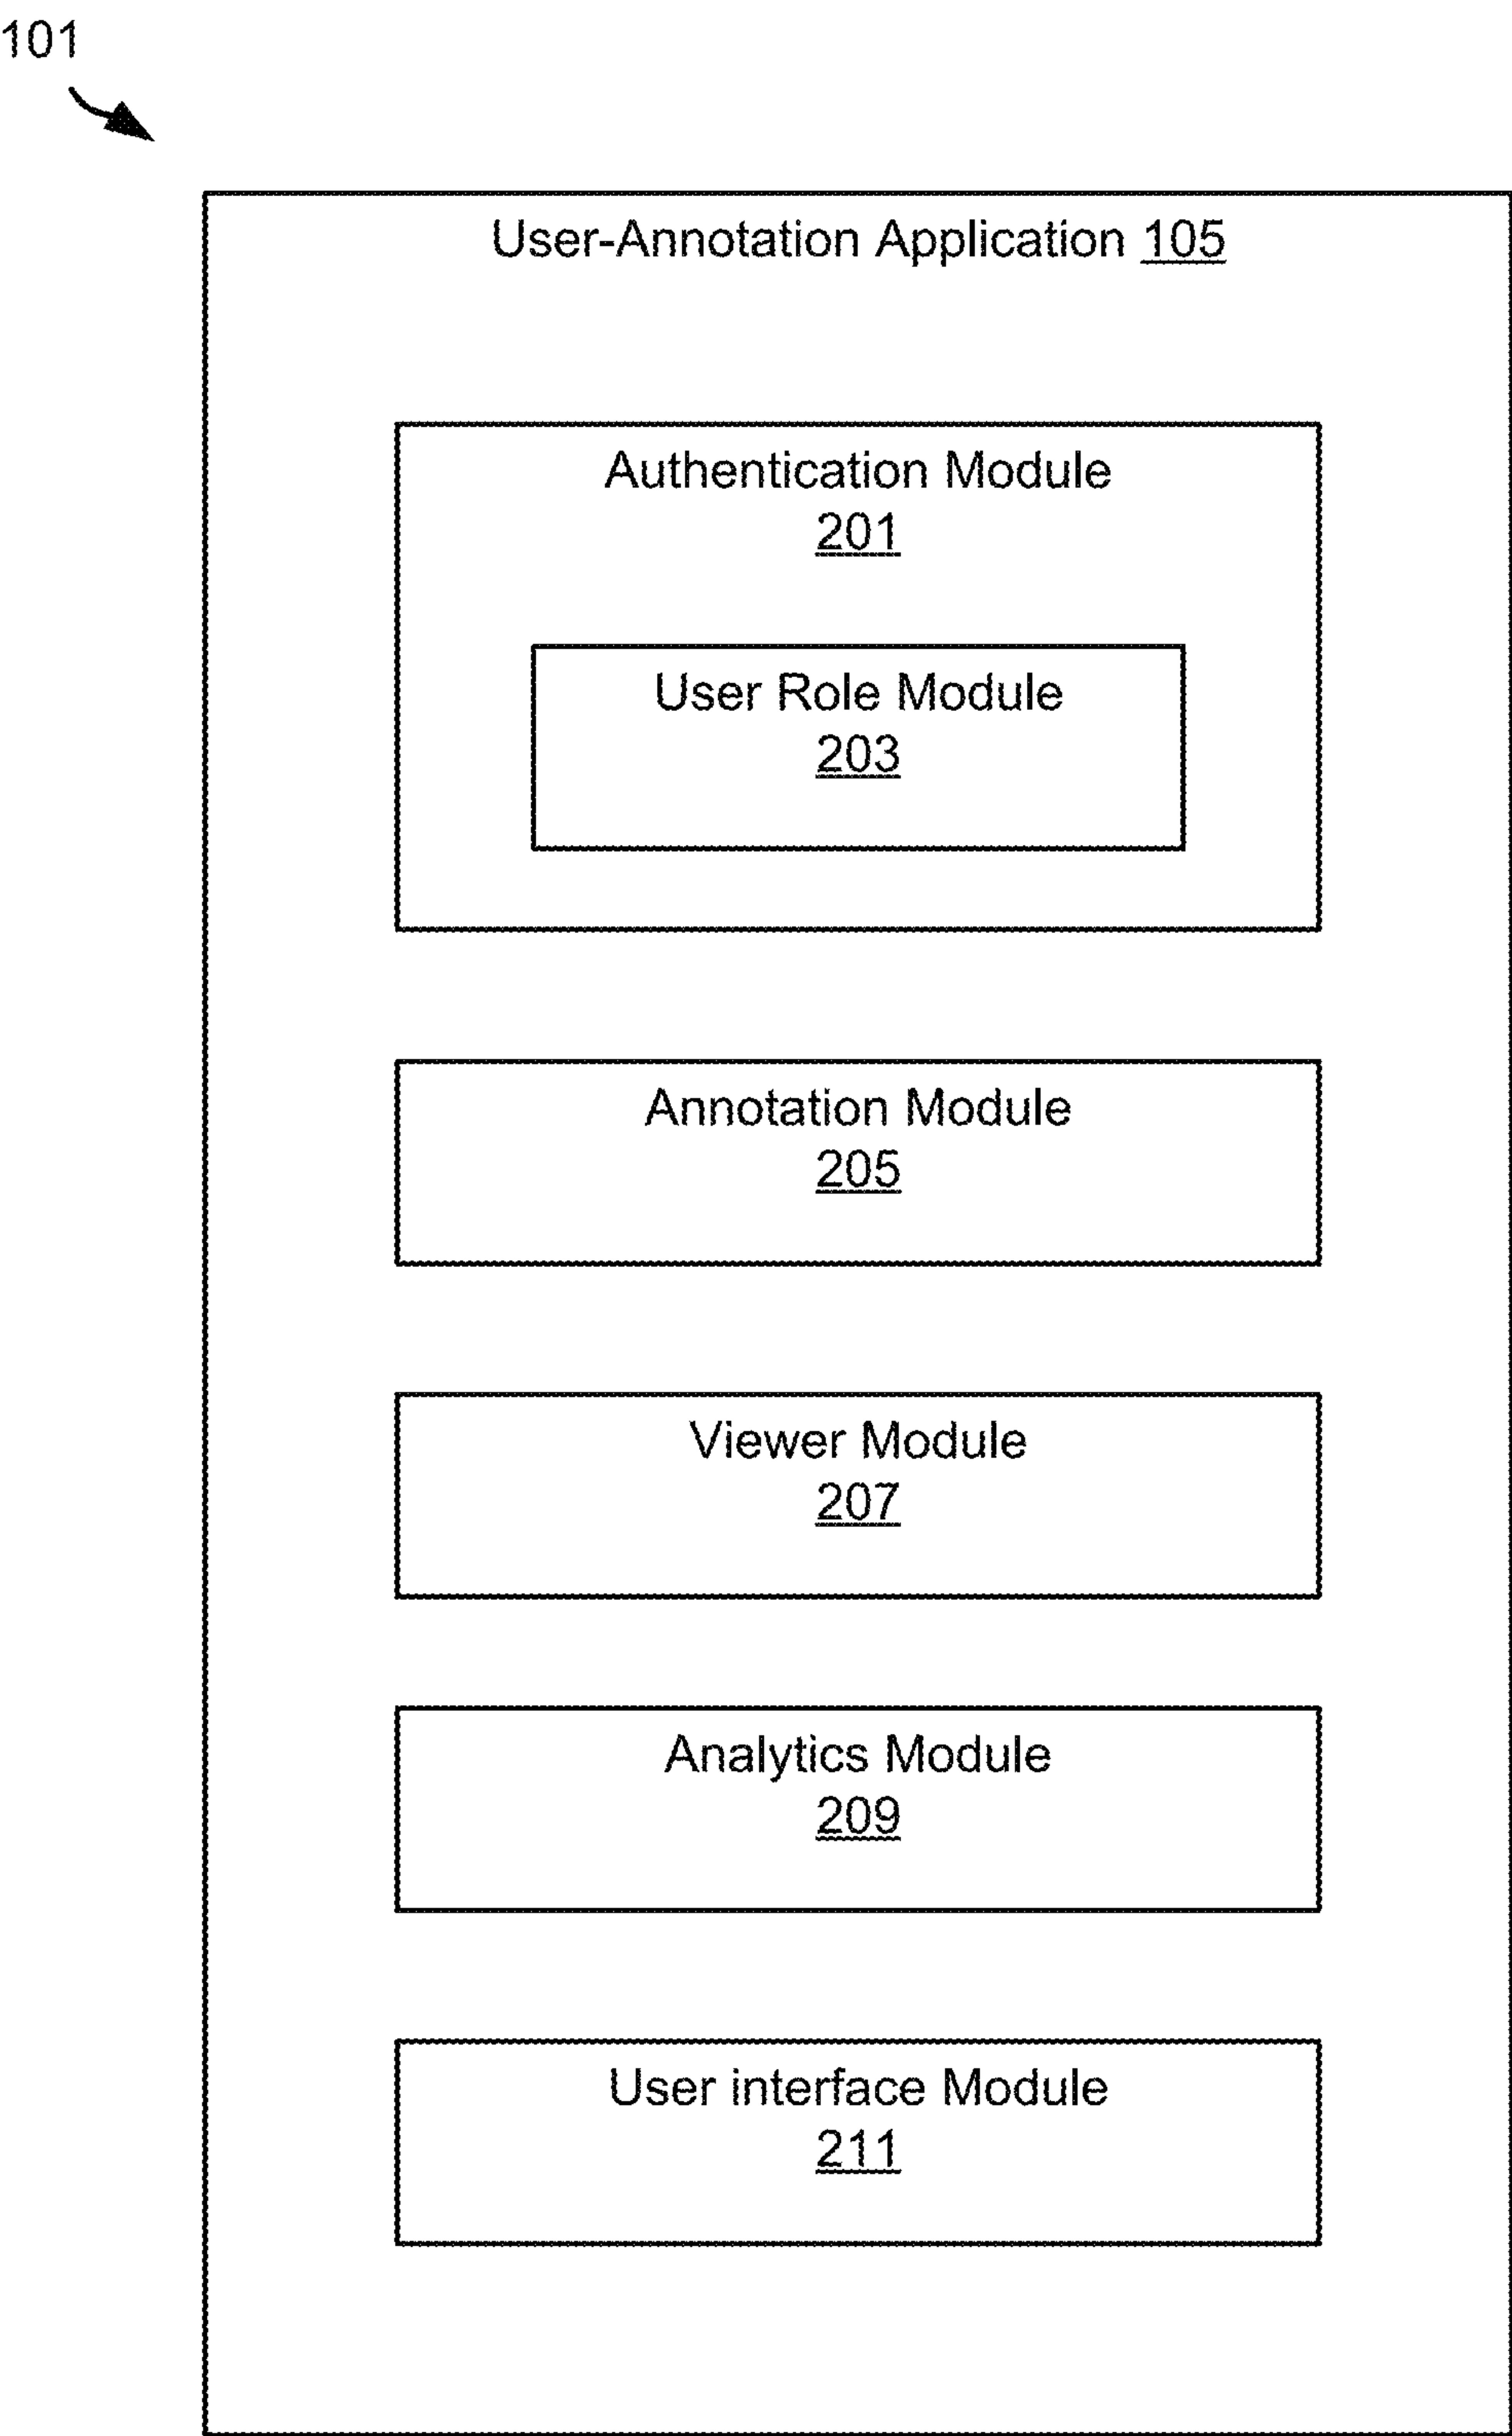 101
User-Annotation Application 105
Authentication Module
201
User Role Module
203
Annotation Module
205
Viewer Module
207
Analytics Module
209
User interface Module
211